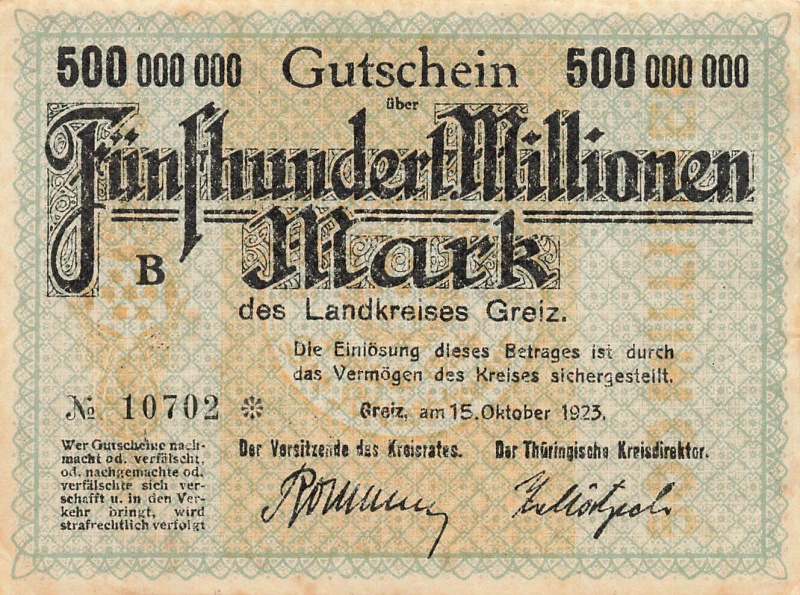 500 000 000 Gutschein 500 000 000
über
Fünfhundert Millionen
Mark
B
des Landkreises Greiz.
Die Einlösung dieses Betrages ist durch
das Vermögen des Kreises sichergestellt.
№ 10702 ✻
Greiz, am 15. Oktober 1923.
Wer Gutscheine nach-
macht od. verfälscht,
od. nachgemachte od.
verfälschte sich ver-
schafft u. in den Ver-
kehr bringt, wird
strafrechtlich verfolgt
Der Vorsitzende des Kreisrates.
Der Thüringische Kreisdirektor.